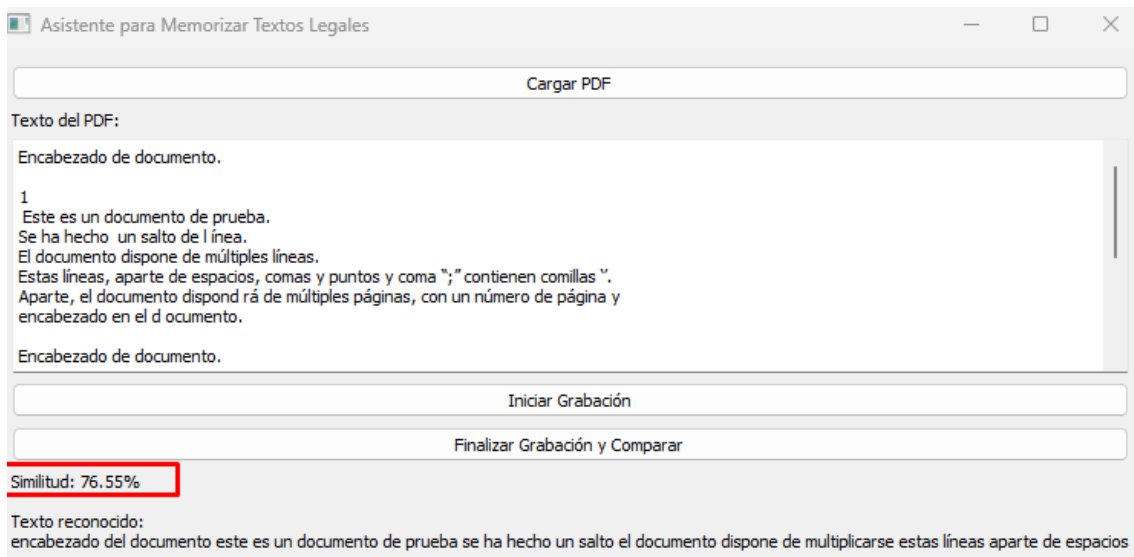 Asistente para Memorizar Textos Legales
Cargar PDF
Texto del PDF:
Encabezado de documento.
1
Este es un documento de prueba.
Se ha hecho  un salto de l ínea.
El documento dispone de múltiples líneas.
Estas líneas, aparte de espacios, comas y puntos y coma “;” contienen comillas “.
Aparte, el documento dispond rá de múltiples páginas, con un número de página y
encabezado en el d ocumento.
Encabezado de documento.
Iniciar Grabación
Finalizar Grabación y Comparar
Similitud: 76.55%
Texto reconocido:
encabezado del documento este es un documento de prueba se ha hecho un salto el documento dispone de multiplicarse estas líneas aparte de espacios